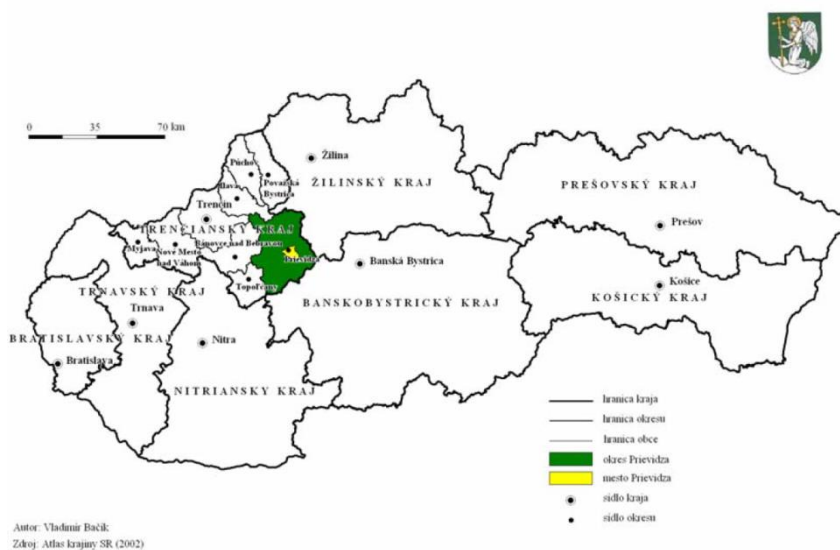 0 35 70 km
Žilina
ŽILINSKÝ KRAJ
Púchov
Považská
Bystrica
Ilava
Trenčín
TRENČIANSKY KRAJ
Bánovce nad Bebravou
Prievidza
Myjava
Nové Mesto
nad Váhom
Topoľčany
PREŠOVSKÝ KRAJ
Prešov
Košice
KOŠICKÝ KRAJ
Banská Bystrica
BANSKOBYSTRICKÝ KRAJ
TRNAVSKÝ KRAJ
Trnava
BRATISLAVSKÝ KRAJ
Bratislava
Nitra
NITRIANSKY KRAJ
hranica kraja
hranica okresu
hranica obce
okres Prievidza
mesto Prievidza
sídlo kraja
sídlo okresu
Autor: Vladimír Bačík
Zdroj: Atlas krajiny SR (2002)